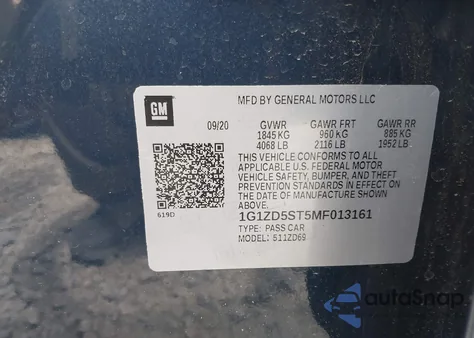 GM
MFD BY GENERAL MOTORS LLC
09/20 GVWR GAWR FRT GAWR RR
1845 KG 960 KG 885 KG
4068 LB 2116 LB 1952 LB
THIS VEHICLE CONFORMS TO ALL
APPLICABLE U.S. FEDERAL MOTOR
VEHICLE SAFETY, BUMPER, AND THEFT
PREVENTION STANDARDS IN EFFECT
ON THE DATE OF MANUFACTURE SHOWN
ABOVE.
619D
1G1ZD5ST5MF013161
TYPE: PASS CAR
MODEL: 511ZD69
autoSnap